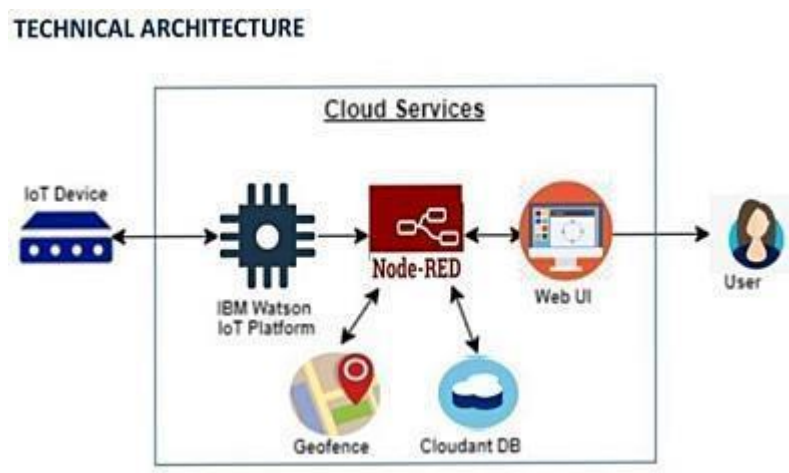 TECHNICAL ARCHITECTURE
Cloud Services
IoT Device
IBM Watson
IoT Platform
Node-RED
Web UI
User
Geofence
Cloudant DB